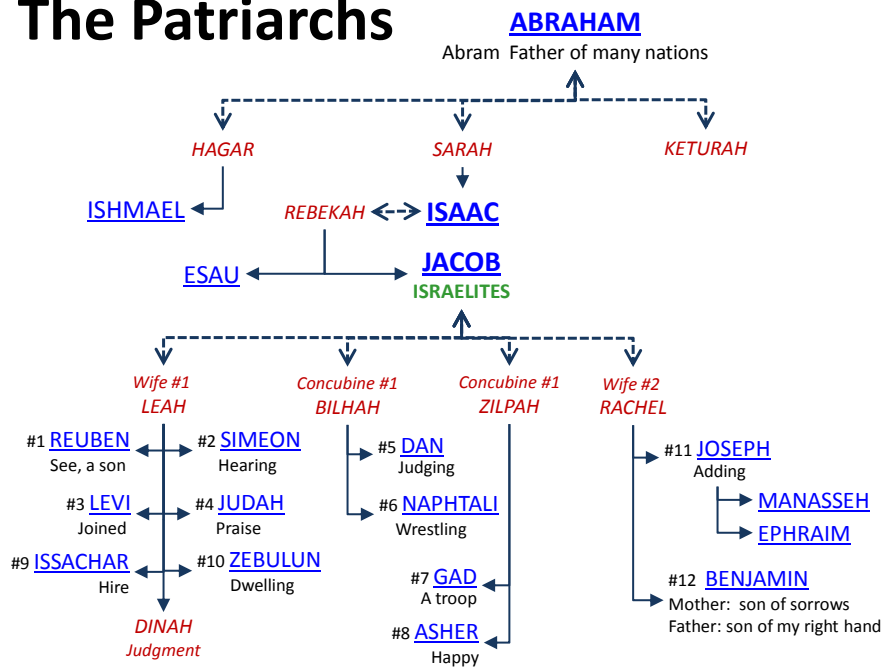 The Patriarchs
ABRAHAM
Abram Father of many nations
HAGAR
SARAH
KETURAH
ISHMAEL
REBEKAH
ISAAC
ESAU
JACOB
ISRAELITES
Wife #1
LEAH
Concubine #1
BILHAH
Concubine #1
ZILPAH
Wife #2
RACHEL
#1 REUBEN
See, a son
#2 SIMEON
Hearing
#3 LEVI
Joined
#4 JUDAH
Praise
#9 ISSACHAR
Hire
#10 ZEBULUN
Dwelling
DINAH
Judgment
#5 DAN
Judging
#6 NAPHTALI
Wrestling
#7 GAD
A troop
#8 ASHER
Happy
#11 JOSEPH
Adding
MANASSEH
EPHRAIM
#12 BENJAMIN
Mother: son of sorrows
Father: son of my right hand